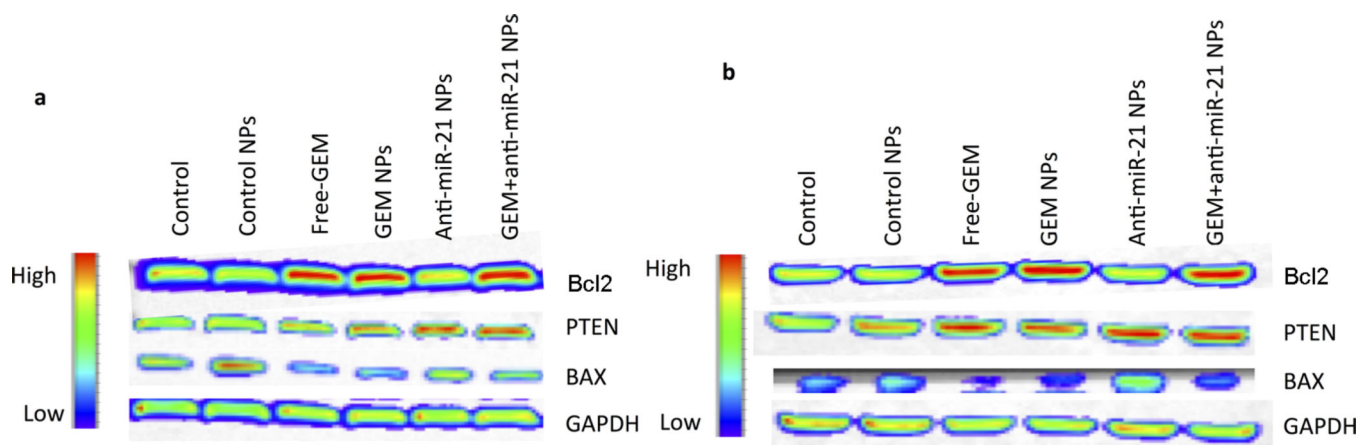 a
Control
Control NPs
Free-GEM
GEM NPs
Anti-miR-21 NPs
GEM+anti-miR-21 NPs
High
Low
Bcl2
PTEN
BAX
GAPDH
b
Control
Control NPs
Free-GEM
GEM NPs
Anti-miR-21 NPs
GEM+anti-miR-21 NPs
High
Low
Bcl2
PTEN
BAX
GAPDH